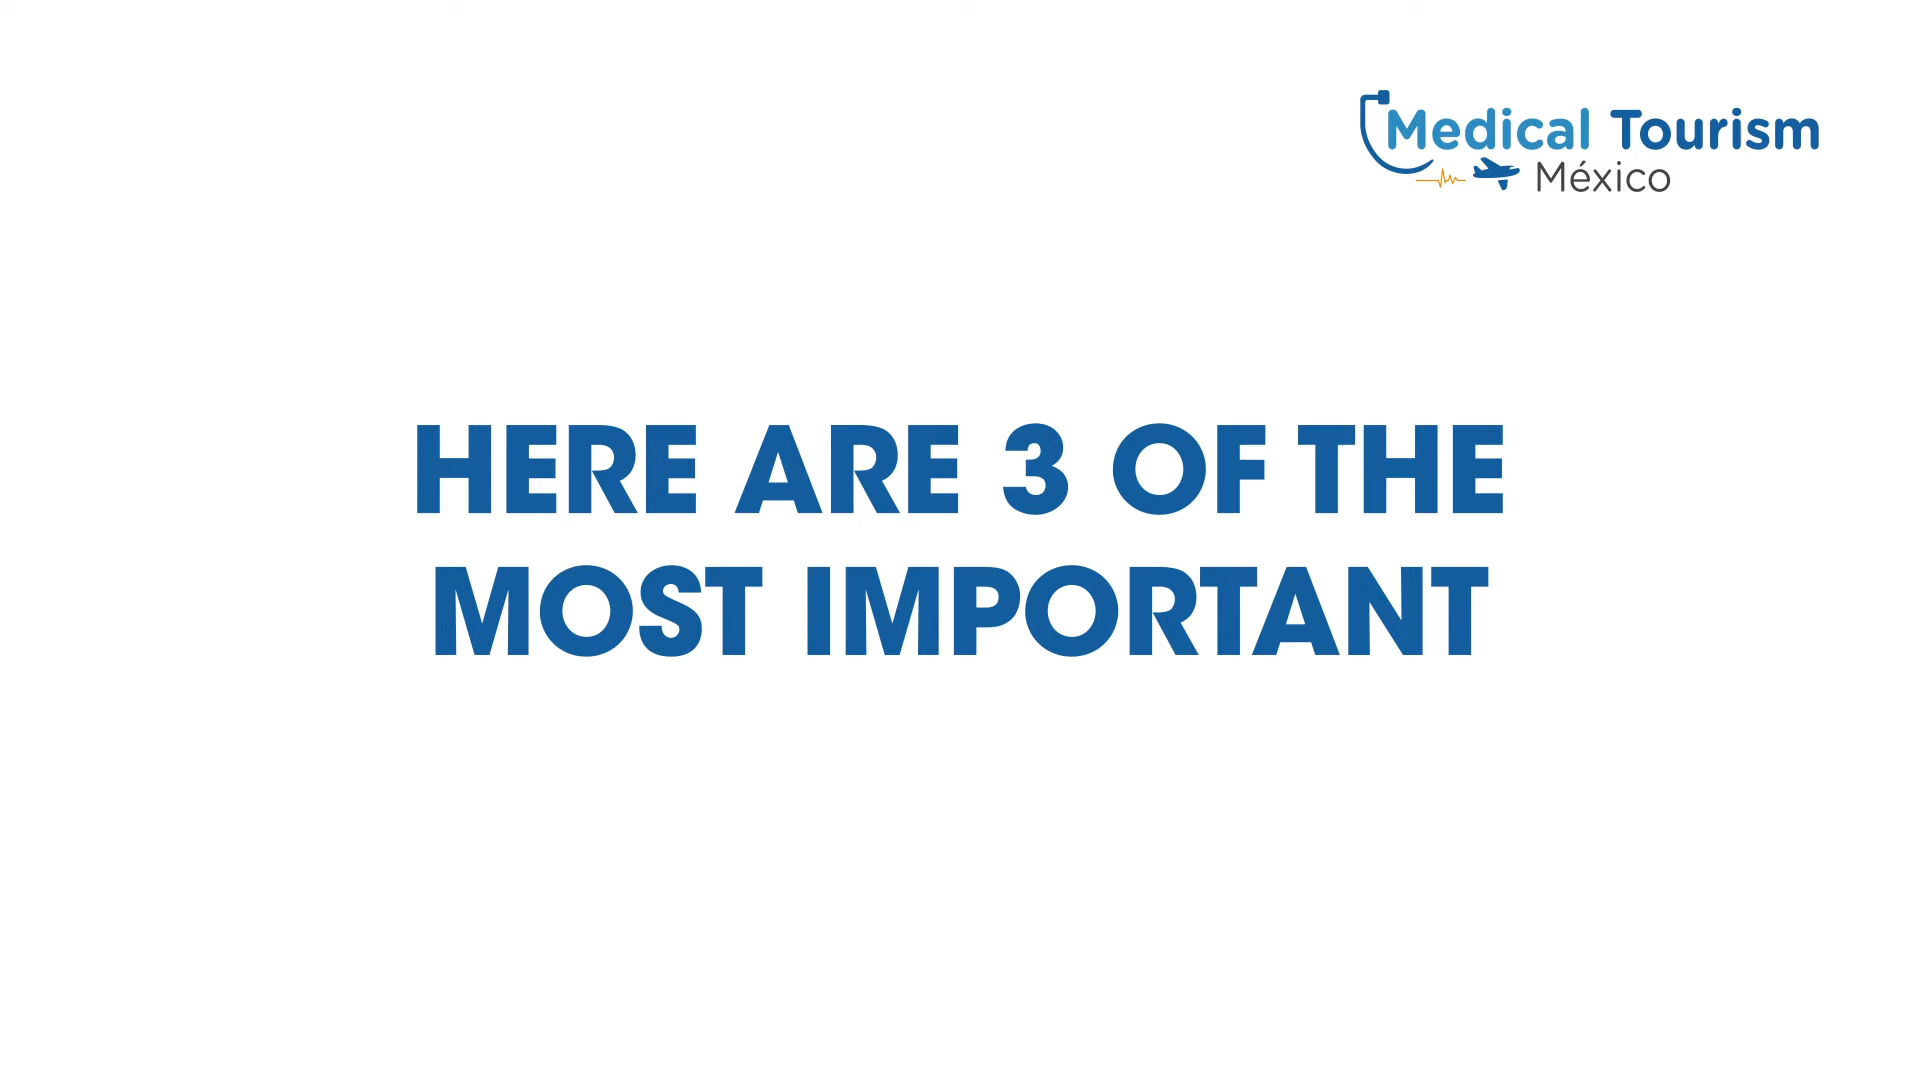 Medical Tourism
México
HERE ARE 3 OF THE
MOST IMPORTANT